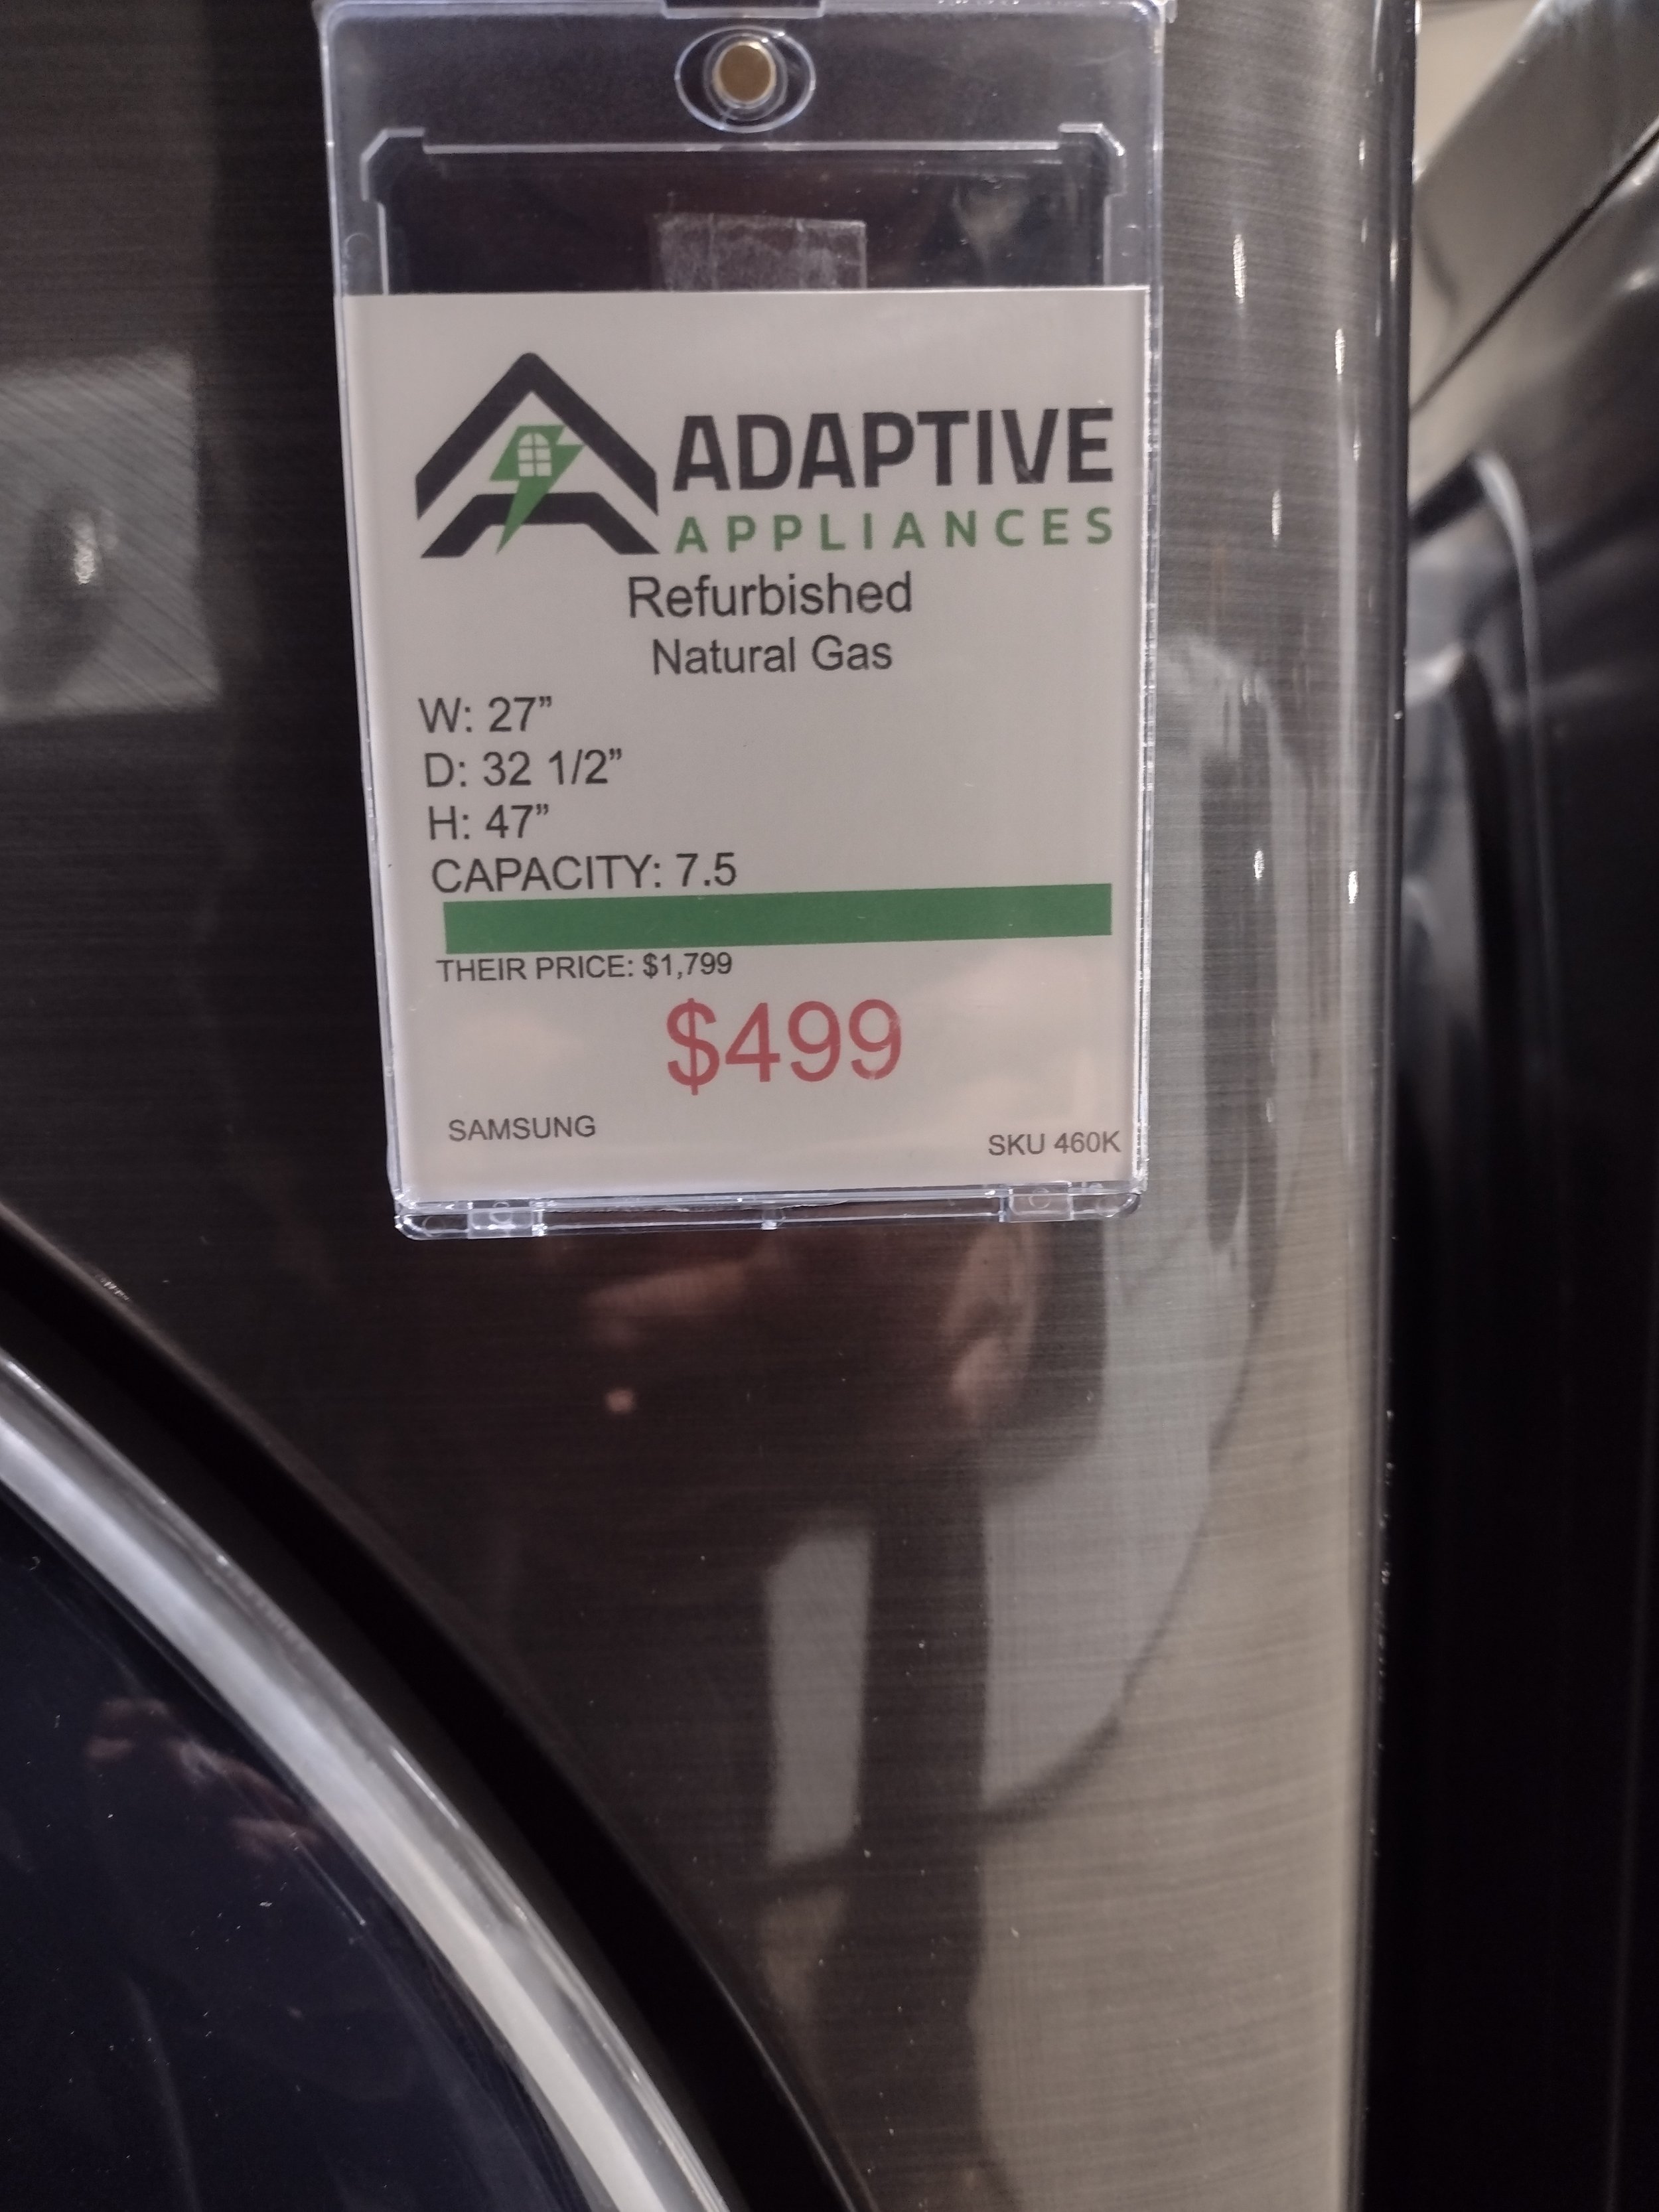 ADAPTIVE
APPLIANCES
Refurbished
Natural Gas
W: 27”
D: 32 1/2”
H: 47”
CAPACITY: 7.5
THEIR PRICE: $1,799
$499
SAMSUNG
SKU 460K